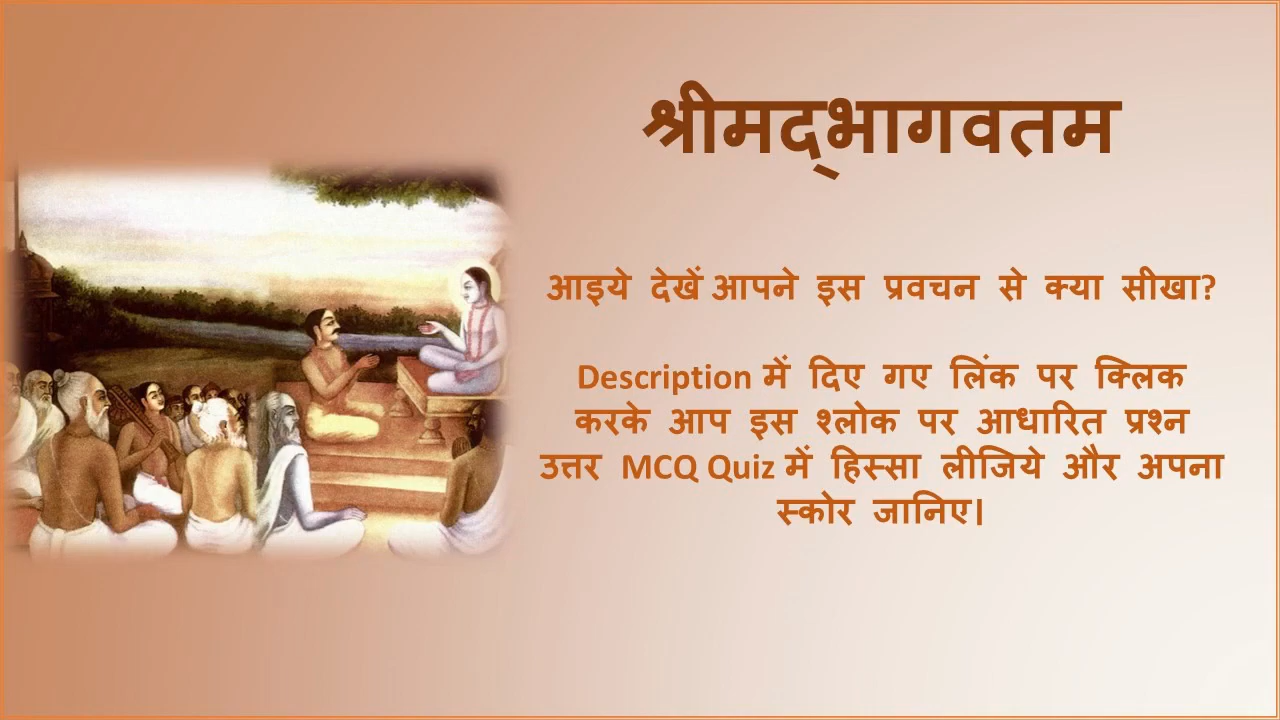 श्रीमद्‌भागवतम
आइये देखें आपने इस प्रवचन से क्या सीखा?
Description में दिए गए लिंक पर क्लिक
करके आप इस श्लोक पर आधारित प्रश्न
उत्तर MCQ Quiz में हिस्सा लीजिये और अपना
स्कोर जानिए।